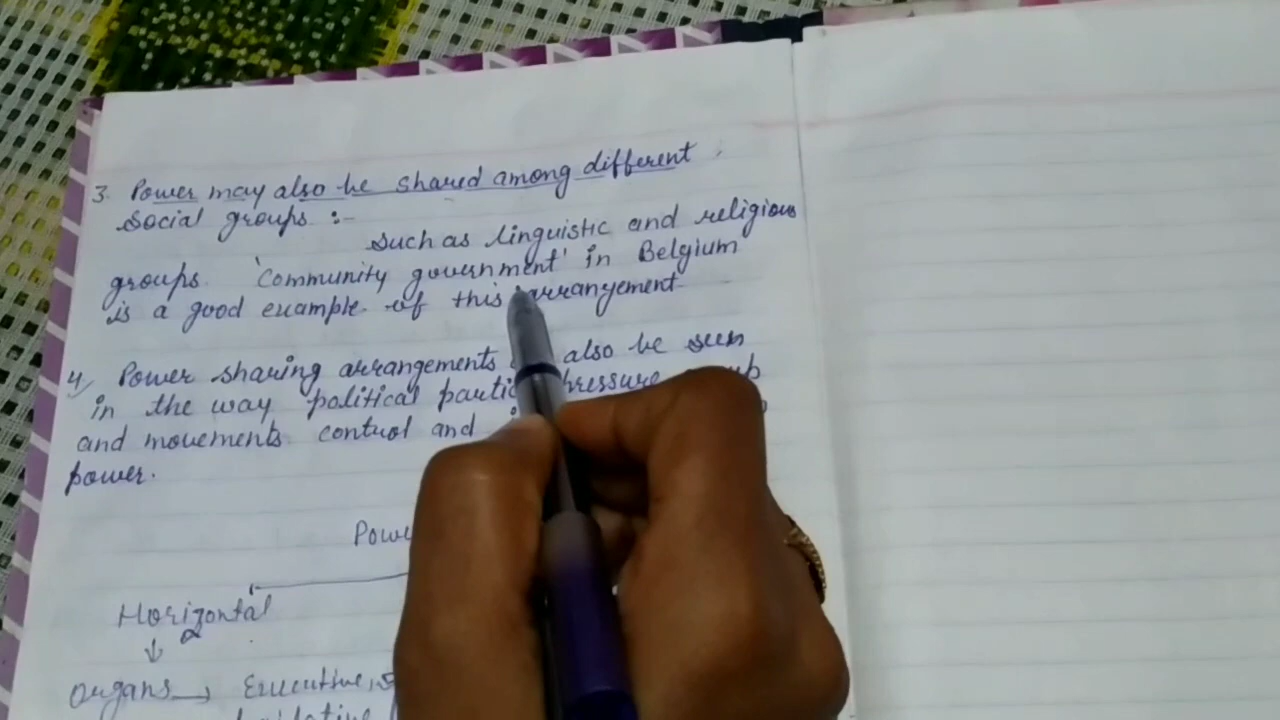 3. Power may also be shared among different
social groups :-
such as linguistic and religious
groups. 'Community government' in Belgium
is a good example of this arrangement
4, Power sharing arrangements also be seen
in the way political pressure
and movements control and
power.
Horizontal
↓
Organs → Executive,